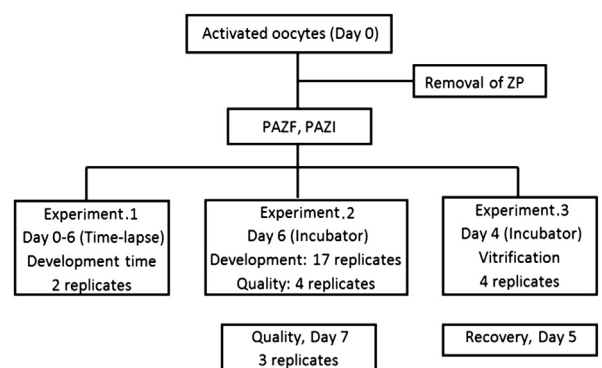 Activated oocytes (Day 0)
Removal of ZP
PAZF, PAZI
Experiment.1
Day 0-6 (Time-lapse)
Development time
2 replicates
Experiment.2
Day 6 (Incubator)
Development: 17 replicates
Quality: 4 replicates
Experiment.3
Day 4 (Incubator)
Vitrification
4 replicates
Quality, Day 7
3 replicates
Recovery, Day 5